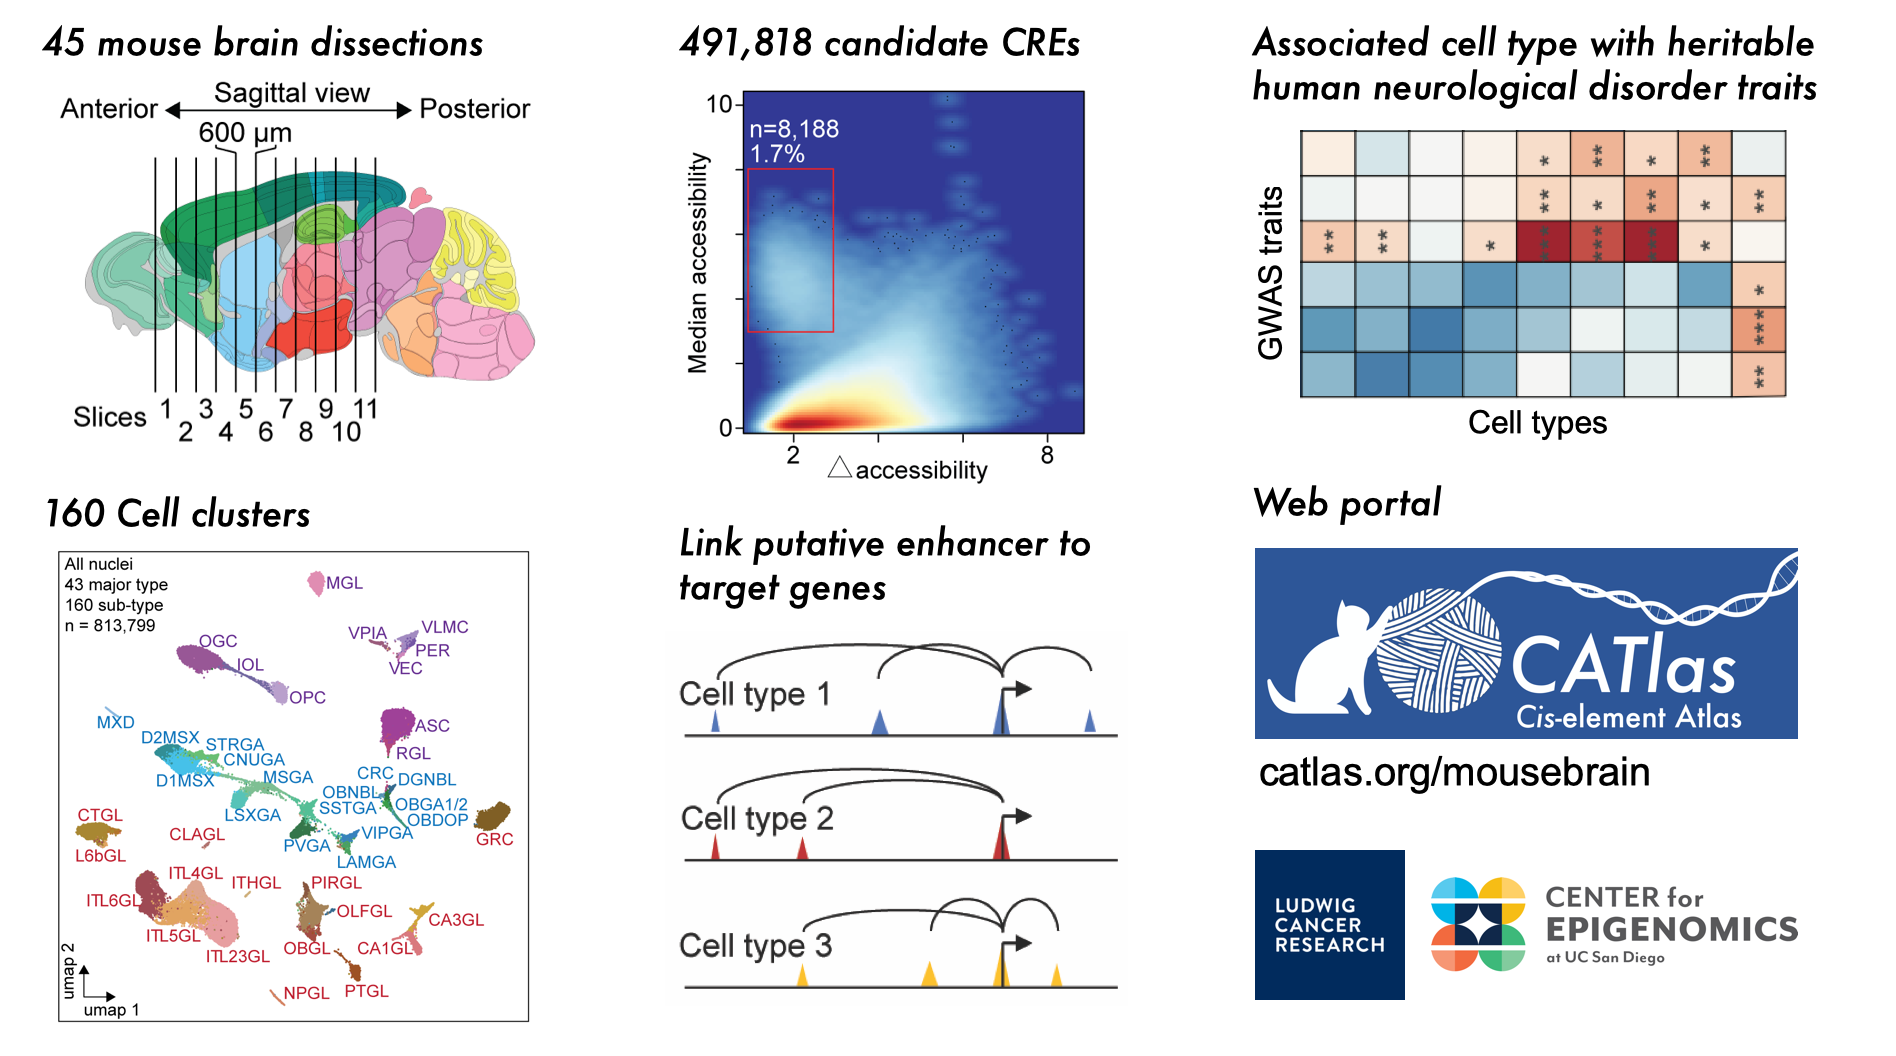 45 mouse brain dissections
Anterior
Sagittal view
Posterior
600 µm
Slices
1
2
3
4
5
6
7
8
9
10
11
160 Cell clusters
All nuclei
43 major type
160 sub-type
n = 813,799
MGL
OGC
IOL
OPC
VPIA
VLMC
PER
VEC
MXD
ASC
RGL
D2MSX
STRGA
CNUGA
D1MSX
MSGA
LSXGA
CRC
DGNBL
OBNBL
SSTGA
OBGA1/2
OBDOP
PVGA
VIPGA
LAMGA
GRC
CTGL
L6bGL
CLAGL
ITL4GL
ITHGL
PIRGL
ITL6GL
OLFGL
CA3GL
ITL5GL
ITL23GL
OBGL
CA1GL
NPGL
PTGL
umap 2
umap 1
491,818 candidate CREs
10
n=8,188
1.7%
Median accessibility
0
2
8
△accessibility
Link putative enhancer to
target genes
Cell type 1
Cell type 2
Cell type 3
Associated cell type with heritable
human neurological disorder traits
GWAS traits
* ** * **
** * ** * **
** ** * *** *** *** *
*
***
**
Cell types
Web portal
CATlas
Cis-element Atlas
catlas.org/mousebrain
LUDWIG
CANCER
RESEARCH
CENTER for
EPIGENOMICS
at UC San Diego